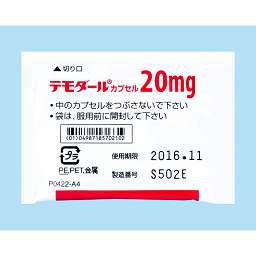 ▲切り口
テモダール®カプセル20mg
• 中のカプセルをつぶさないで下さい
• 袋は、服用前に開封して下さい
(01)04987185702102
プラ
PE,PET,金属
使用期限 2016.11
製造番号 S502E
P0422-A4